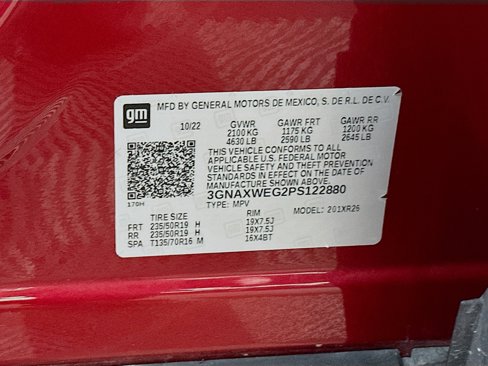 gm
MFD BY GENERAL MOTORS DE MEXICO, S. DE R.L. DE C.V.
10/22 GVWR GAWR FRT GAWR RR
2100 KG 1175 KG 1200 KG
4630 LB 2590 LB 2645 LB
THIS VEHICLE CONFORMS TO ALL
APPLICABLE U.S. FEDERAL MOTOR
VEHICLE SAFETY AND THEFT PREVENTION
STANDARDS IN EFFECT ON THE DATE OF
MANUFACTURE SHOWN ABOVE.
3GNAXWEG2PS122880
170H TYPE: MPV MODEL: 201XR26
TIRE SIZE RIM
FRT 235/50R19 H 19X7.5J
RR 235/50R19 H 19X7.5J
SPA T135/70R16 M 16X4BT